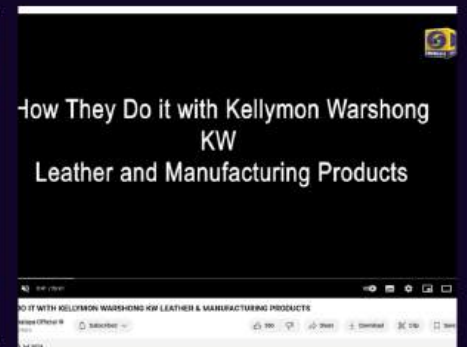 How They Do it with Kellymon Warshong
KW
Leather and Manufacturing Products
DO IT WITH KELLYMON WARSHONG KW LEATHER & MANUFACTURING PRODUCTS
Subscribed
Share
Download
Clip